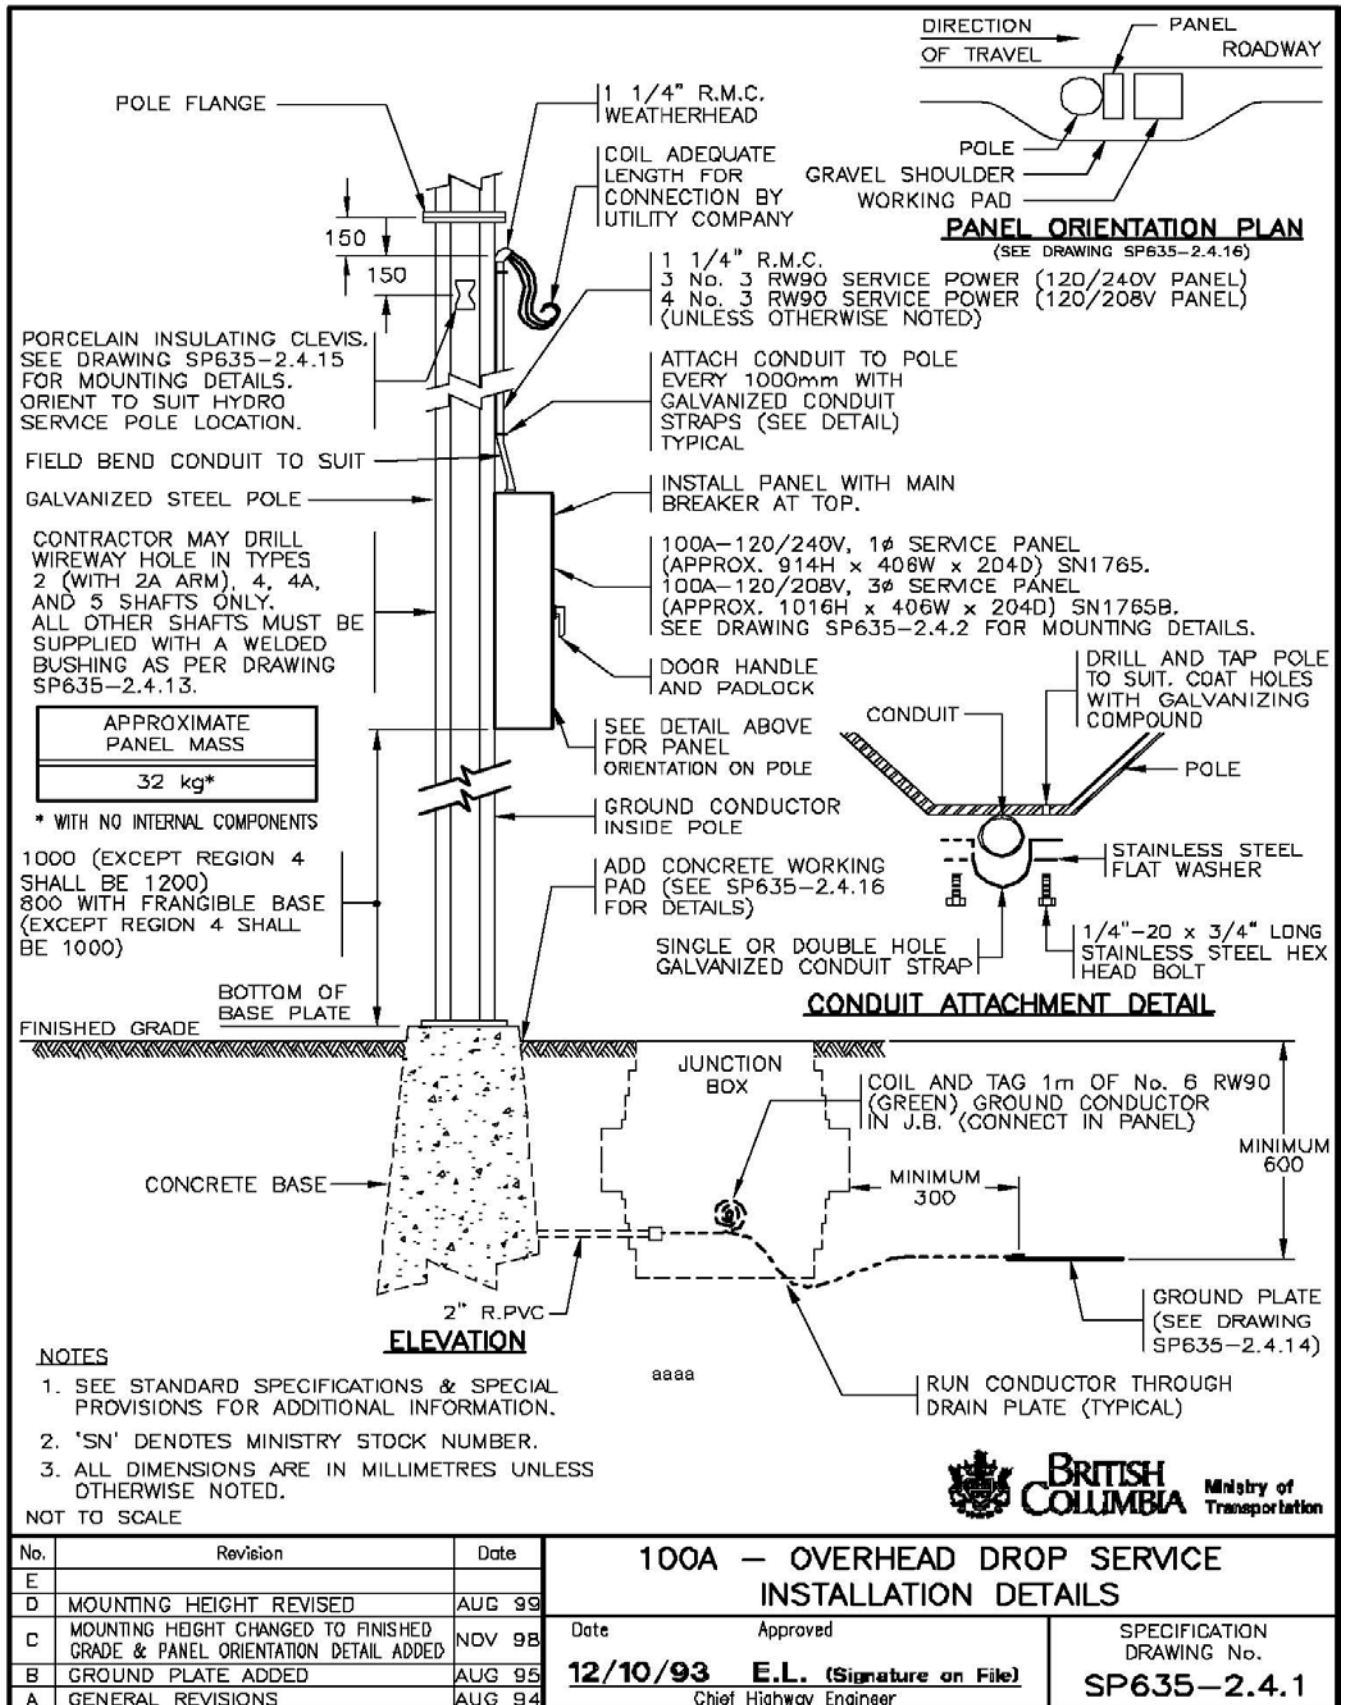 DIRECTION
OF TRAVEL
PANEL
ROADWAY
POLE
GRAVEL SHOULDER
WORKING PAD
PANEL ORIENTATION PLAN
(SEE DRAWING SP635-2.4.16)
POLE FLANGE
1 1/4" R.M.C.
WEATHERHEAD
COIL ADEQUATE
LENGTH FOR
CONNECTION BY
UTILITY COMPANY
150
150
1 1/4" R.M.C.
3 No. 3 RW90 SERVICE POWER (120/240V PANEL)
4 No. 3 RW90 SERVICE POWER (120/208V PANEL)
(UNLESS OTHERWISE NOTED)
PORCELAIN INSULATING CLEVIS.
SEE DRAWING SP635-2.4.15
FOR MOUNTING DETAILS.
ORIENT TO SUIT HYDRO
SERVICE POLE LOCATION.
ATTACH CONDUIT TO POLE
EVERY 1000mm WITH
GALVANIZED CONDUIT
STRAPS (SEE DETAIL)
TYPICAL
FIELD BEND CONDUIT TO SUIT
GALVANIZED STEEL POLE
INSTALL PANEL WITH MAIN
BREAKER AT TOP.
CONTRACTOR MAY DRILL
WIREWAY HOLE IN TYPES
2 (WITH 2A ARM), 4, 4A,
AND 5 SHAFTS ONLY.
ALL OTHER SHAFTS MUST BE
SUPPLIED WITH A WELDED
BUSHING AS PER DRAWING
SP635-2.4.13.
100A-120/240V, 1ø SERVICE PANEL
(APPROX. 914H x 406W x 204D) SN1765.
100A-120/208V, 3ø SERVICE PANEL
(APPROX. 1016H x 406W x 204D) SN1765B.
SEE DRAWING SP635-2.4.2 FOR MOUNTING DETAILS.
DOOR HANDLE
AND PADLOCK
APPROXIMATE
PANEL MASS
32 kg*
* WITH NO INTERNAL COMPONENTS
SEE DETAIL ABOVE
FOR PANEL
ORIENTATION ON POLE
GROUND CONDUCTOR
INSIDE POLE
1000 (EXCEPT REGION 4
SHALL BE 1200)
800 WITH FRANGIBLE BASE
(EXCEPT REGION 4 SHALL
BE 1000)
ADD CONCRETE WORKING
PAD (SEE SP635-2.4.16
FOR DETAILS)
DRILL AND TAP POLE
TO SUIT. COAT HOLES
WITH GALVANIZING
COMPOUND
CONDUIT
POLE
STAINLESS STEEL
FLAT WASHER
SINGLE OR DOUBLE HOLE
GALVANIZED CONDUIT STRAP
1/4"-20 x 3/4" LONG
STAINLESS STEEL HEX
HEAD BOLT
CONDUIT ATTACHMENT DETAIL
BOTTOM OF
BASE PLATE
FINISHED GRADE
JUNCTION
BOX
COIL AND TAG 1m OF No. 6 RW90
(GREEN) GROUND CONDUCTOR
IN J.B. (CONNECT IN PANEL)
MINIMUM
600
MINIMUM
300
CONCRETE BASE
2" R.PVC
ELEVATION
GROUND PLATE
(SEE DRAWING
SP635-2.4.14)
aaaa
RUN CONDUCTOR THROUGH
DRAIN PLATE (TYPICAL)
NOTES
1. SEE STANDARD SPECIFICATIONS & SPECIAL
PROVISIONS FOR ADDITIONAL INFORMATION.
2. 'SN' DENOTES MINISTRY STOCK NUMBER.
3. ALL DIMENSIONS ARE IN MILLIMETRES UNLESS
OTHERWISE NOTED.
NOT TO SCALE
BRITISH
COLUMBIA
Ministry of
Transportation
No. Revision Date
E
D MOUNTING HEIGHT REVISED AUG 99
C MOUNTING HEIGHT CHANGED TO FINISHED
GRADE & PANEL ORIENTATION DETAIL ADDED NOV 98
B GROUND PLATE ADDED AUG 95
A GENERAL REVISIONS AUG 94
100A - OVERHEAD DROP SERVICE
INSTALLATION DETAILS
Date Approved
12/10/93 E.L. (Signature on File)
Chief Highway Engineer
SPECIFICATION
DRAWING No.
SP635-2.4.1